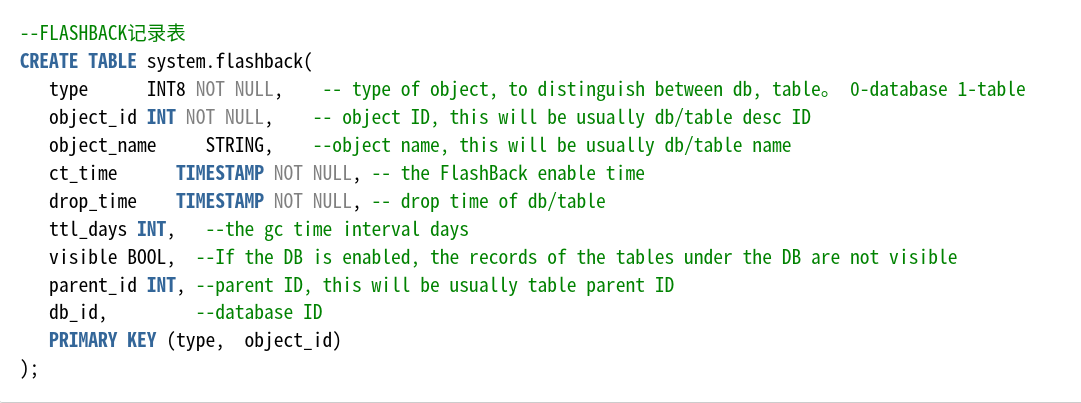 --FLASHBACK记录表
CREATE TABLE system.flashback(
type INT8 NOT NULL, -- type of object, to distinguish between db, table。 0-database 1-table
object_id INT NOT NULL, -- object ID, this will be usually db/table desc ID
object_name STRING, --object name, this will be usually db/table name
ct_time TIMESTAMP NOT NULL, -- the FlashBack enable time
drop_time TIMESTAMP NOT NULL, -- drop time of db/table
ttl_days INT, --the gc time interval days
visible BOOL, --If the DB is enabled, the records of the tables under the DB are not visible
parent_id INT, --parent ID, this will be usually table parent ID
db_id, --database ID
PRIMARY KEY (type, object_id)
);